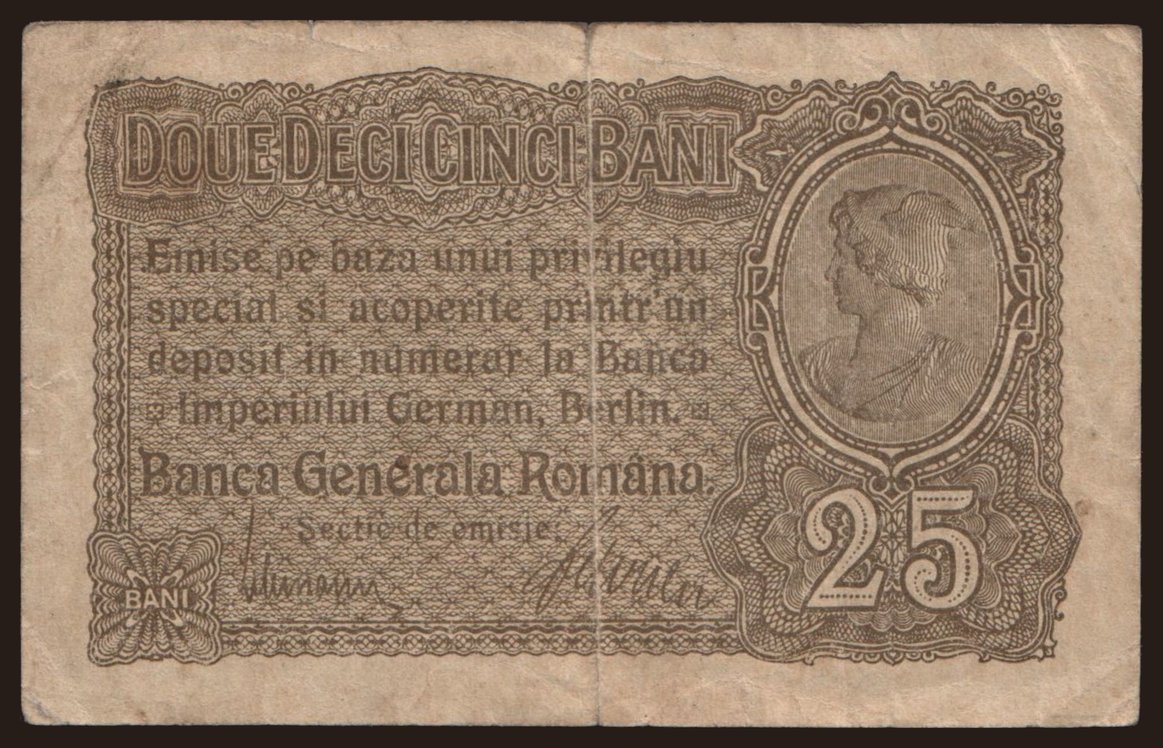 DOUE DECI CINCI BANI
Emise pe baza unui privilegiu
special si acoperite printr'un
deposit in numerar la Banca
Imperiului German, Berlin.
Banca Generala Română.
Sectie de emisie:
25
BANI